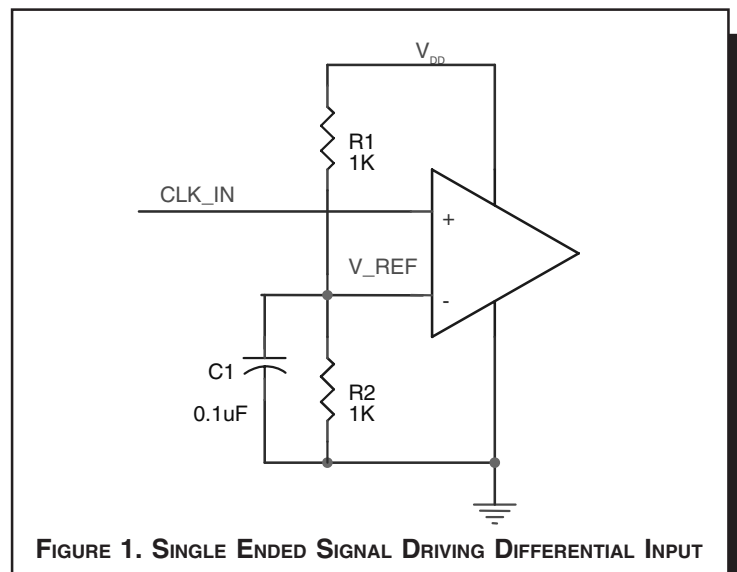 V_DD
R1
1K
CLK_IN
+
V_REF
-
C1
0.1uF
R2
1K
FIGURE 1. SINGLE ENDED SIGNAL DRIVING DIFFERENTIAL INPUT